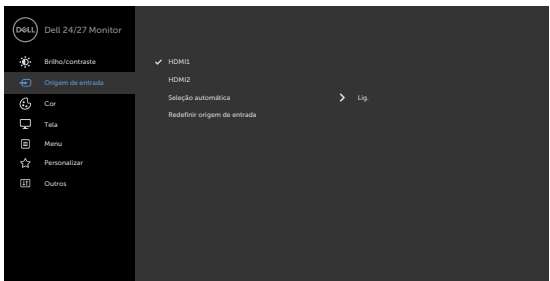 DELL Dell 24/27 Monitor
Brilho/contraste
Origem de entrada
Cor
Tela
Menu
Personalizar
Outros
HDMI1
HDMI2
Seleção automática Lig.
Redefinir origem de entrada